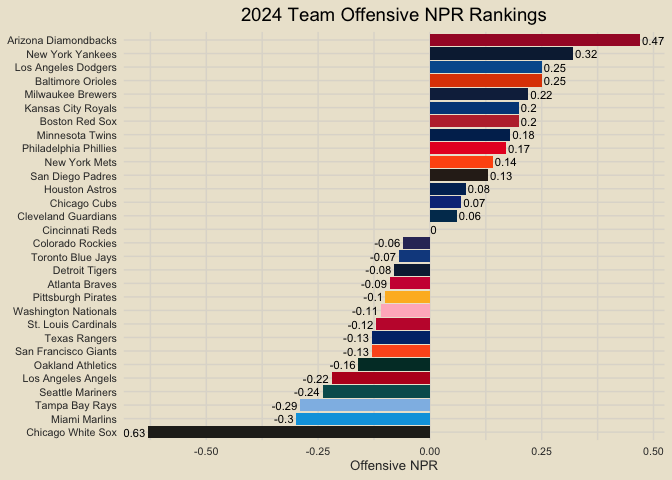 2024 Team Offensive NPR Rankings
Arizona Diamondbacks 0.47
New York Yankees 0.32
Los Angeles Dodgers 0.25
Baltimore Orioles 0.25
Milwaukee Brewers 0.22
Kansas City Royals 0.2
Boston Red Sox 0.2
Minnesota Twins 0.18
Philadelphia Phillies 0.17
New York Mets 0.14
San Diego Padres 0.13
Houston Astros 0.08
Chicago Cubs 0.07
Cleveland Guardians 0.06
Cincinnati Reds 0
Colorado Rockies -0.06
Toronto Blue Jays -0.07
Detroit Tigers -0.08
Atlanta Braves -0.09
Pittsburgh Pirates -0.1
Washington Nationals -0.11
St. Louis Cardinals -0.12
Texas Rangers -0.13
San Francisco Giants -0.13
Oakland Athletics -0.16
Los Angeles Angels -0.22
Seattle Mariners -0.24
Tampa Bay Rays -0.29
Miami Marlins -0.3
Chicago White Sox 0.63
-0.50 -0.25 0.00 0.25 0.50
Offensive NPR